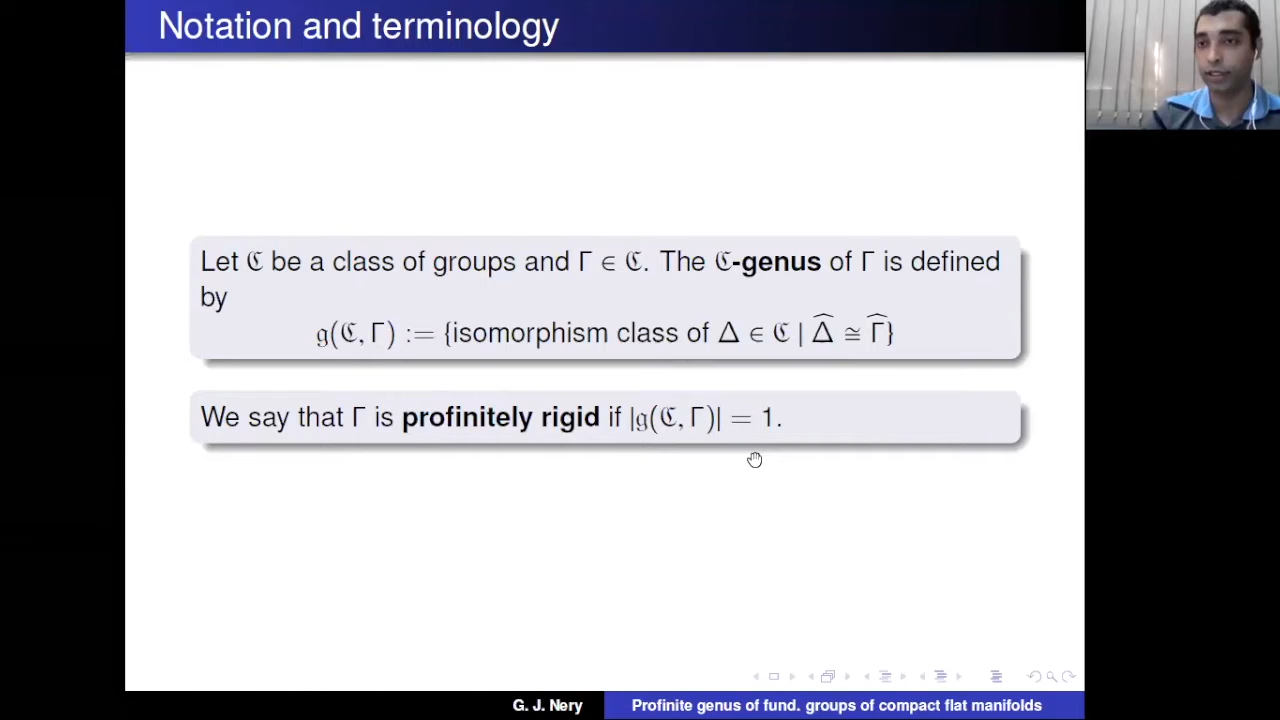 Notation and terminology
Let ℭ be a class of groups and Γ ∈ ℭ. The ℭ-genus of Γ is defined
by
𝔤(ℭ, Γ) := {isomorphism class of Δ ∈ ℭ | Δ̂ ≅ Γ̂}
We say that Γ is profinitely rigid if |𝔤(ℭ, Γ)| = 1.
G. J. Nery
Profinite genus of fund. groups of compact flat manifolds